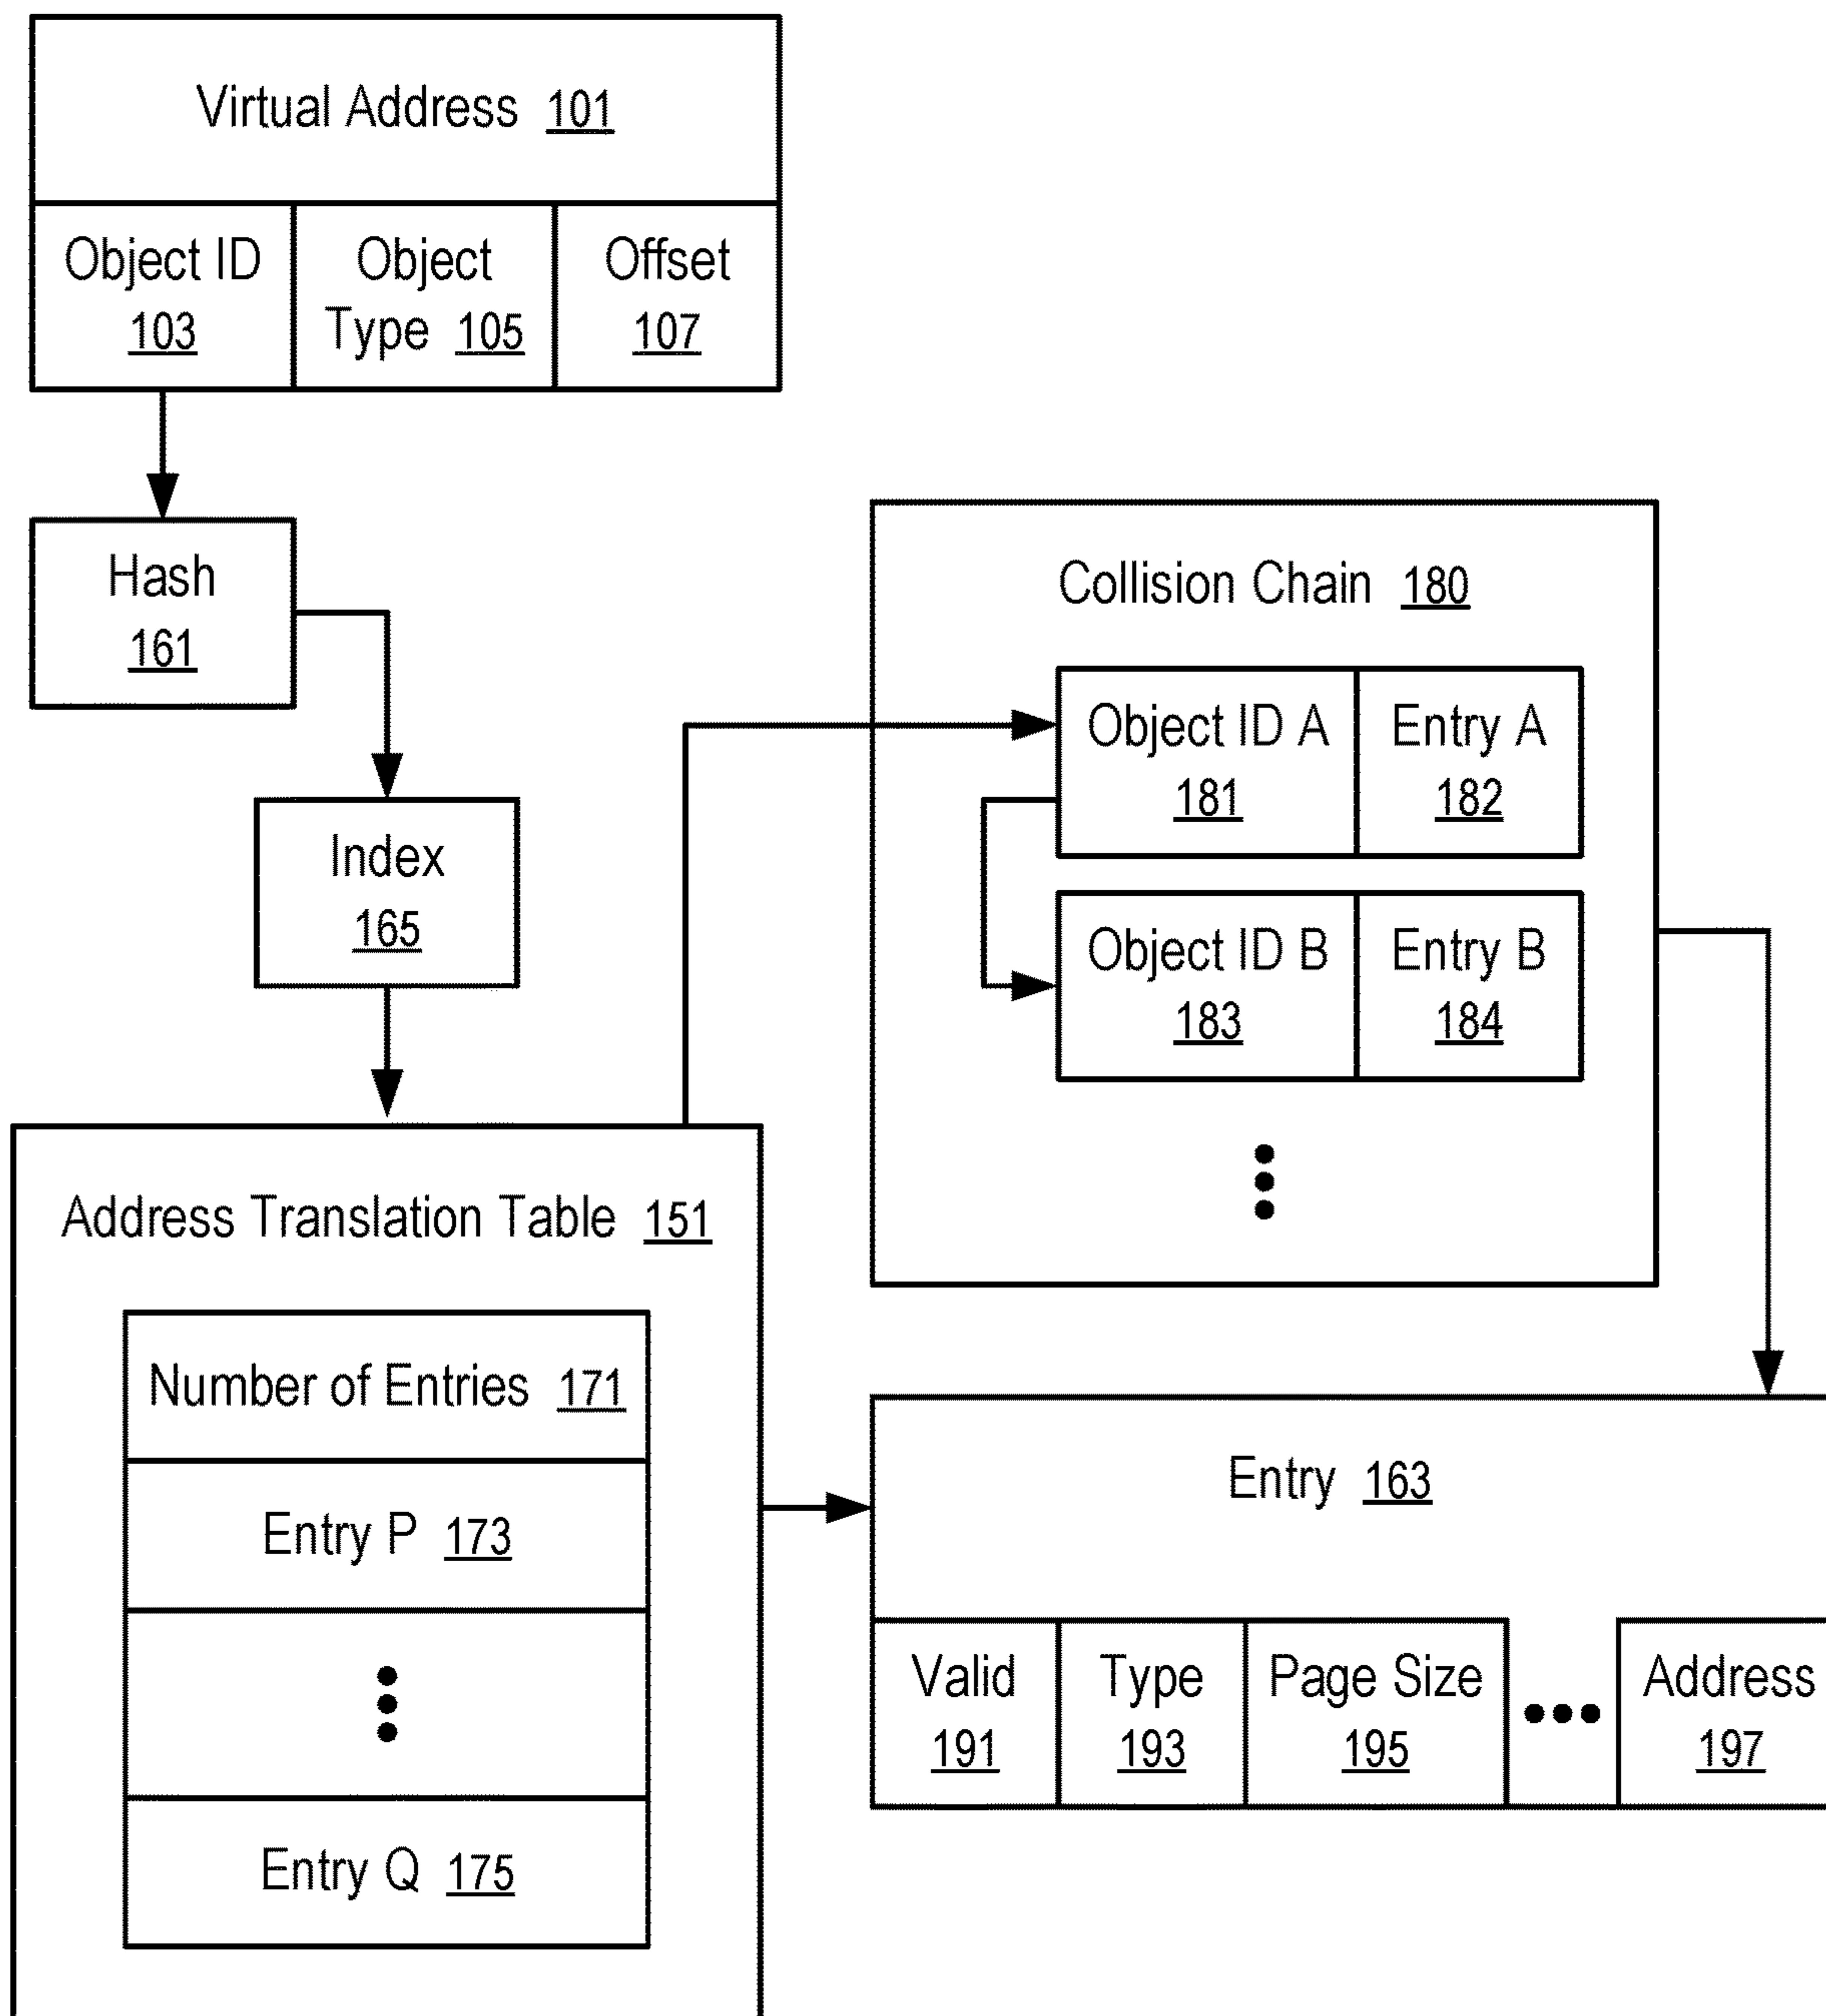 Virtual Address 101
Object ID
103
Object
Type 105
Offset
107
Hash
161
Index
165
Collision Chain 180
Object ID A
181
Entry A
182
Object ID B
183
Entry B
184
Address Translation Table 151
Number of Entries 171
Entry P 173
Entry Q 175
Entry 163
Valid
191
Type
193
Page Size
195
Address
197